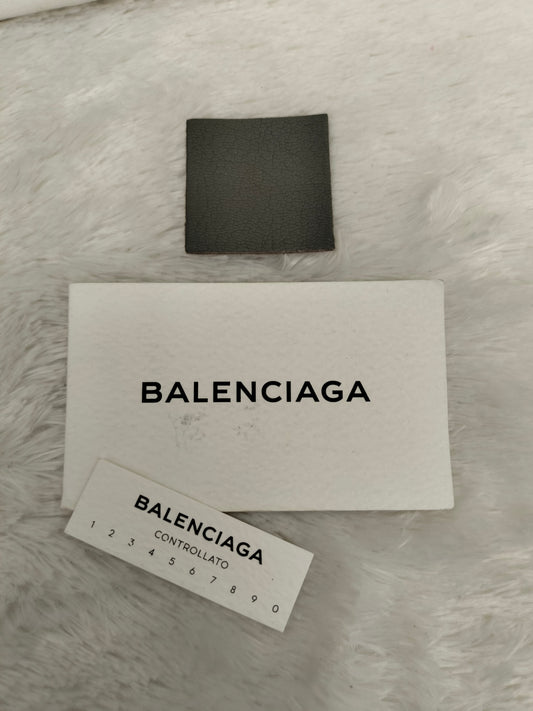 BALENCIAGA
BALENCIAGA
CONTROLLATO
1 2 3 4 5 6 7 8 9 0